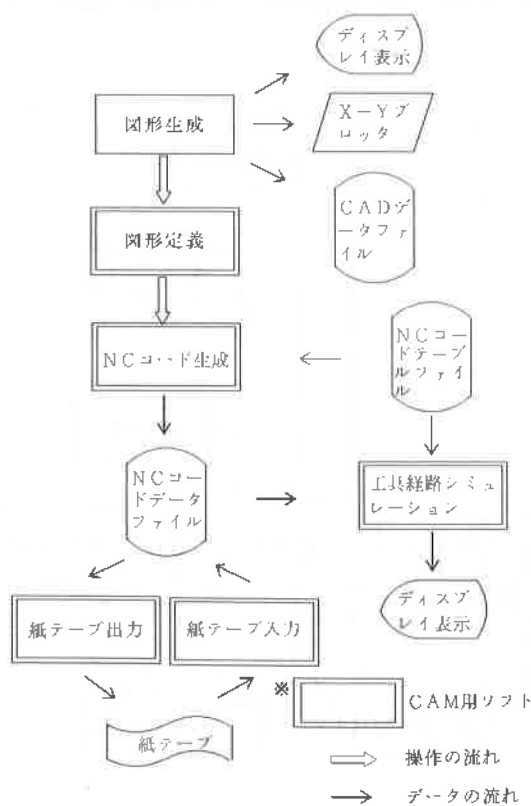 ディスプ
レイ表示
図形生成
X－Yプ
ロッタ
CADデ
ータファ
イル
図形定義
NCコード生成
NCコー
ドテーブ
ルファイ
ル
NCコー
ドデータ
ファイル
工具経路シミュ
レーション
ディスプ
レイ表示
紙テープ出力
紙テープ入力
※
CAM用ソフト
紙テープ
操作の流れ
データの流れ